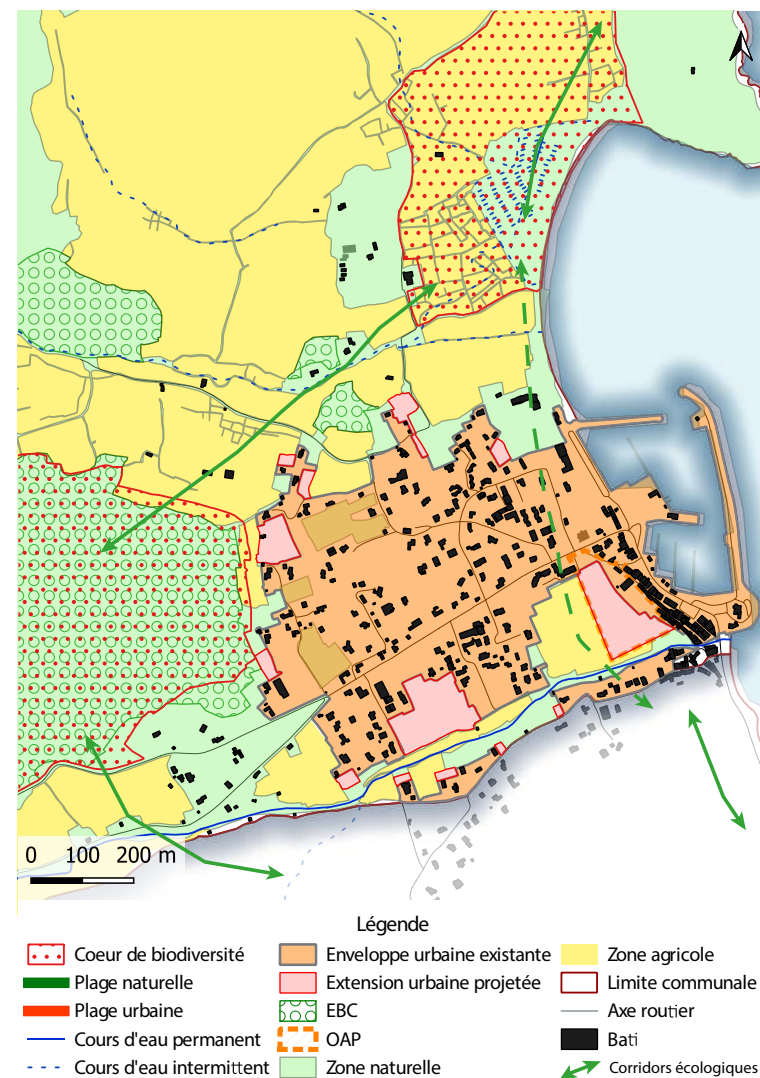 0 100 200 m
Légende
Coeur de biodiversité
Plage naturelle
Plage urbaine
Cours d'eau permanent
Cours d'eau intermittent
Enveloppe urbaine existante
Extension urbaine projetée
EBC
OAP
Zone naturelle
Zone agricole
Limite communale
Axe routier
Bati
Corridors écologiques